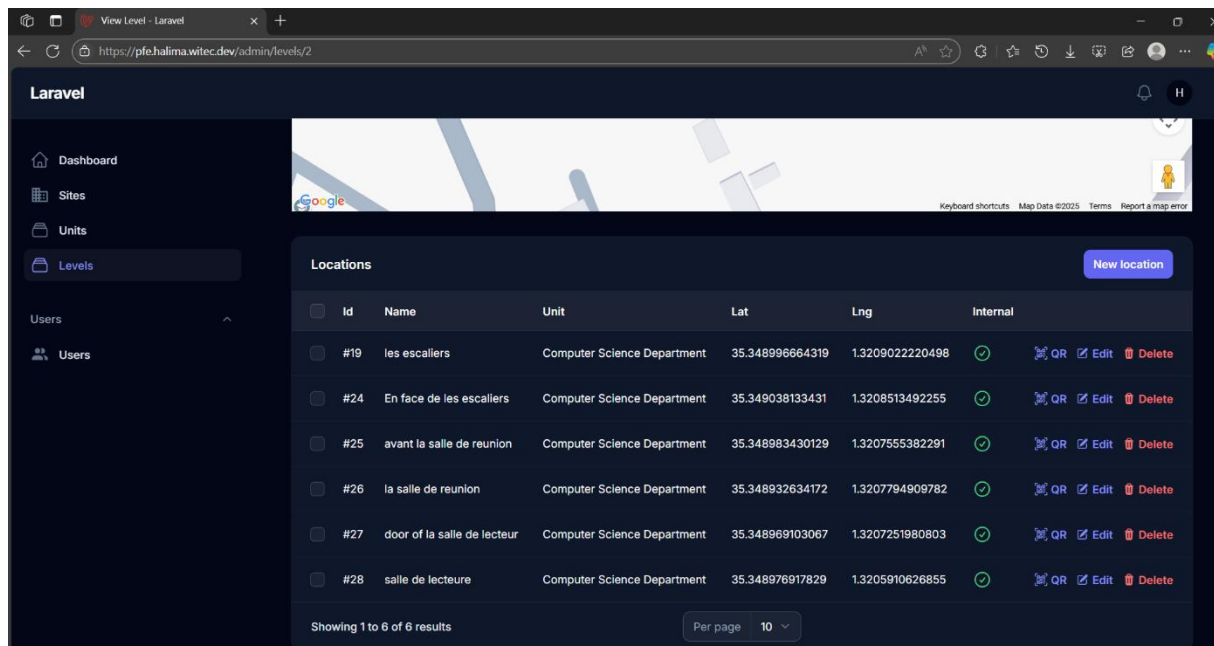 View Level - Laravel
https://pfe.halima.witec.dev/admin/levels/2
Laravel
H
Dashboard
Sites
Units
Levels
Users
Users
Google
Keyboard shortcuts Map Data ©2025 Terms Report a map error
Locations
New location
Id Name Unit Lat Lng Internal
#19 les escaliers Computer Science Department 35.348996664319 1.3209022220498 QR Edit Delete
#24 En face de les escaliers Computer Science Department 35.349038133431 1.3208513492255 QR Edit Delete
#25 avant la salle de reunion Computer Science Department 35.348983430129 1.3207555382291 QR Edit Delete
#26 la salle de reunion Computer Science Department 35.348932634172 1.3207794909782 QR Edit Delete
#27 door of la salle de lecteur Computer Science Department 35.348969103067 1.3207251980803 QR Edit Delete
#28 salle de lecteure Computer Science Department 35.348976917829 1.3205910626855 QR Edit Delete
Showing 1 to 6 of 6 results
Per page 10